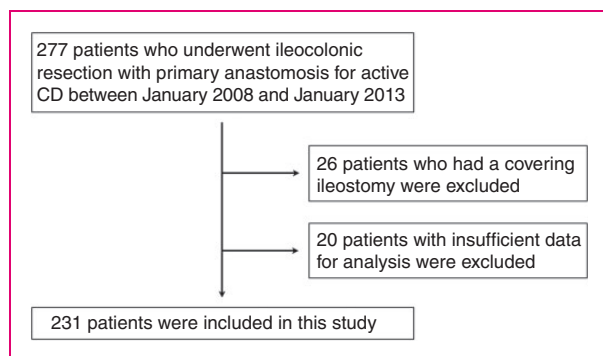 277 patients who underwent ileocolonic
resection with primary anastomosis for active
CD between January 2008 and January 2013
26 patients who had a covering
ileostomy were excluded
20 patients with insufficient data
for analysis were excluded
231 patients were included in this study